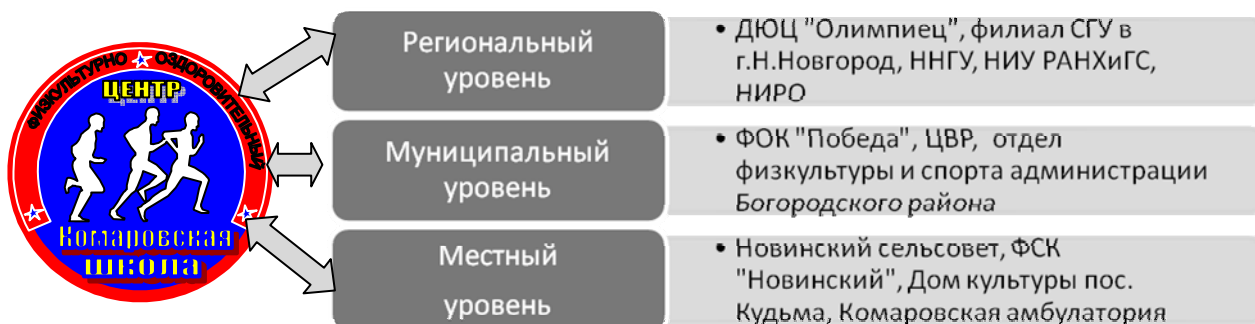 ФИЗКУЛЬТУРНО ОЗДОРОВИТЕЛЬНЫЙ
ЦЕНТР
Комаровская
школа
Региональный
уровень
• ДЮЦ "Олимпиец", филиал СГУ в
г.Н.Новгород, ННГУ, НИУ РАНХиГС,
НИРО
Муниципальный
уровень
• ФОК "Победа", ЦВР, отдел
физкультуры и спорта администрации
Богородского района
Местный
уровень
• Новинский сельсовет, ФСК
"Новинский", Дом культуры пос.
Кудьма, Комаровская амбулатория